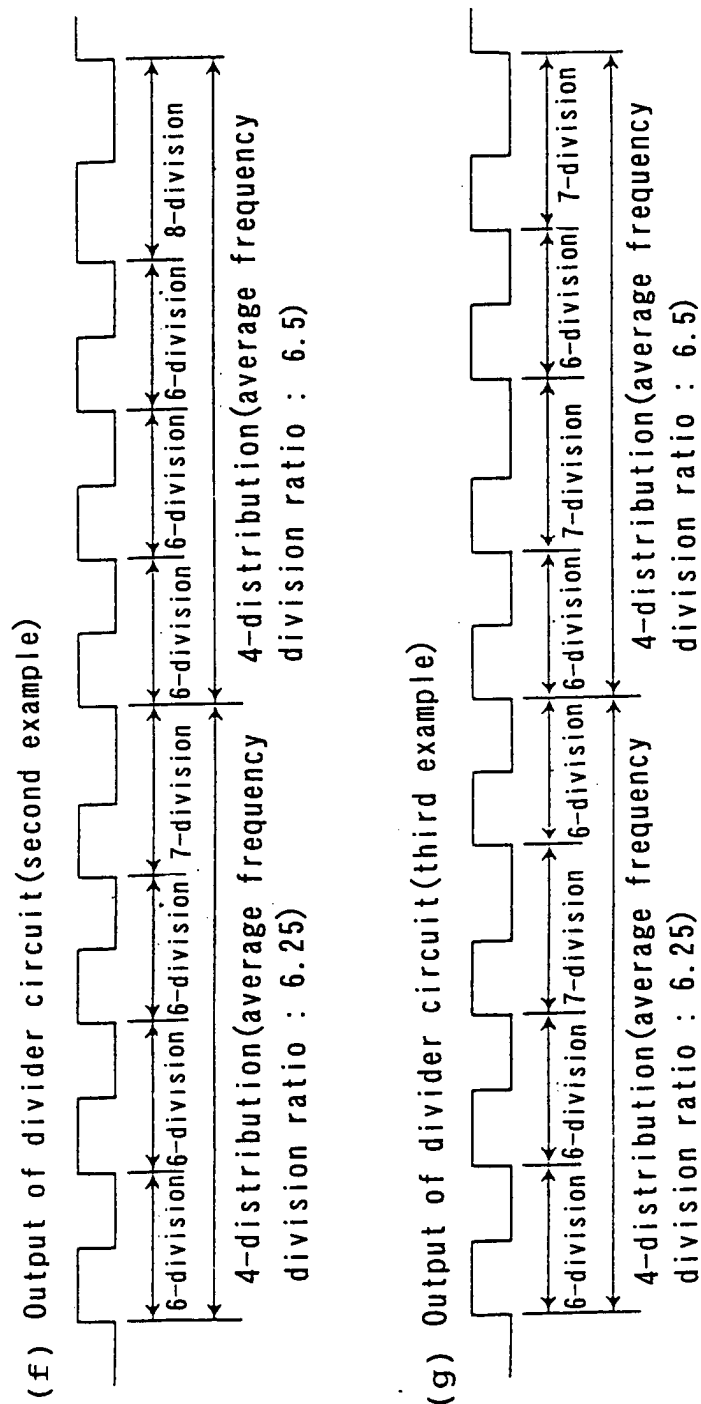 (f) Output of divider circuit(second example)
6-division 6-division 6-division 7-division 6-division 6-division 6-division 8-division
4-distribution(average frequency
division ratio : 6.25)
4-distribution(average frequency
division ratio : 6.5)
(g) Output of divider circuit(third example)
6-division 6-division 7-division 6-division 6-division 7-division 6-division 7-division
4-distribution(average frequency
division ratio : 6.25)
4-distribution(average frequency
division ratio : 6.5)